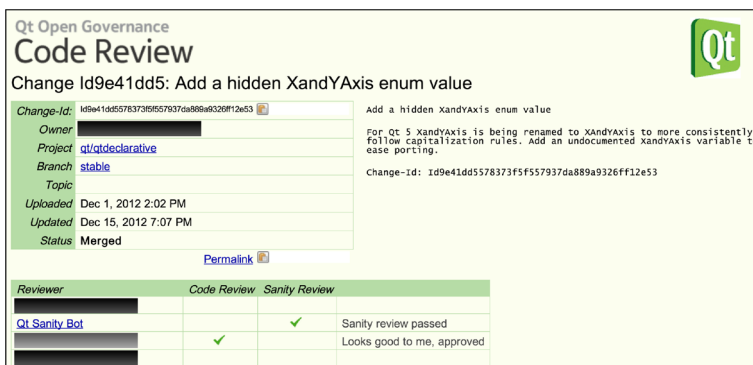 Qt Open Governance
Code Review
Qt
Change Id9e41dd5: Add a hidden XandYAxis enum value
Change-Id: Id9e41dd5578373f5f557937da889a9326ff12e53
Owner
Project qt/qtdeclarative
Branch stable
Topic
Uploaded Dec 1, 2012 2:02 PM
Updated Dec 15, 2012 7:07 PM
Status Merged
Permalink
Add a hidden XandYAxis enum value
For Qt 5 XandYAxis is being renamed to XAndYAxis to more consistently
follow capitalization rules. Add an undocumented XandYAxis variable t
ease porting.
Change-Id: Id9e41dd5578373f5f557937da889a9326ff12e53
Reviewer Code Review Sanity Review
Qt Sanity Bot Sanity review passed
Looks good to me, approved